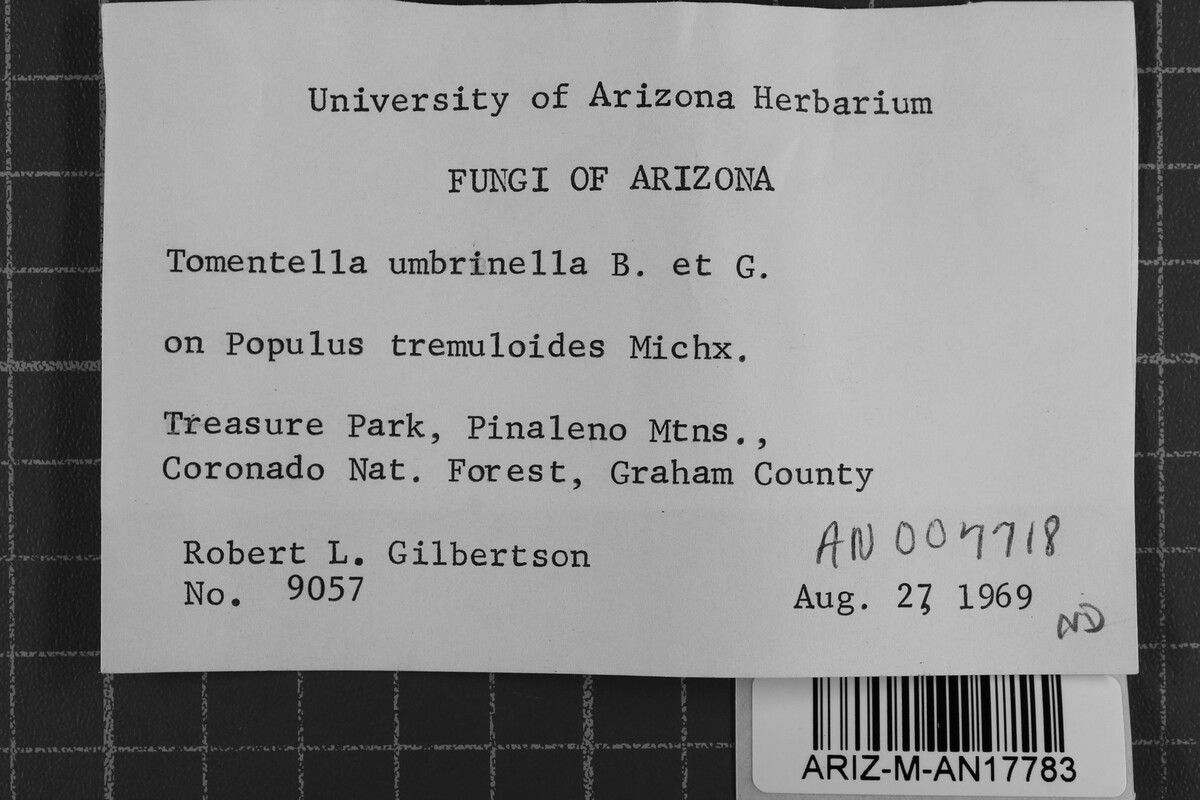 University of Arizona Herbarium
FUNGI OF ARIZONA
Tomentella umbrinella B. et G.
on Populus tremuloides Michx.
Treasure Park, Pinaleno Mtns.,
Coronado Nat. Forest, Graham County
Robert L. Gilbertson
No. 9057
AN 007718
Aug. 27, 1969
ND
ARIZ-M-AN17783